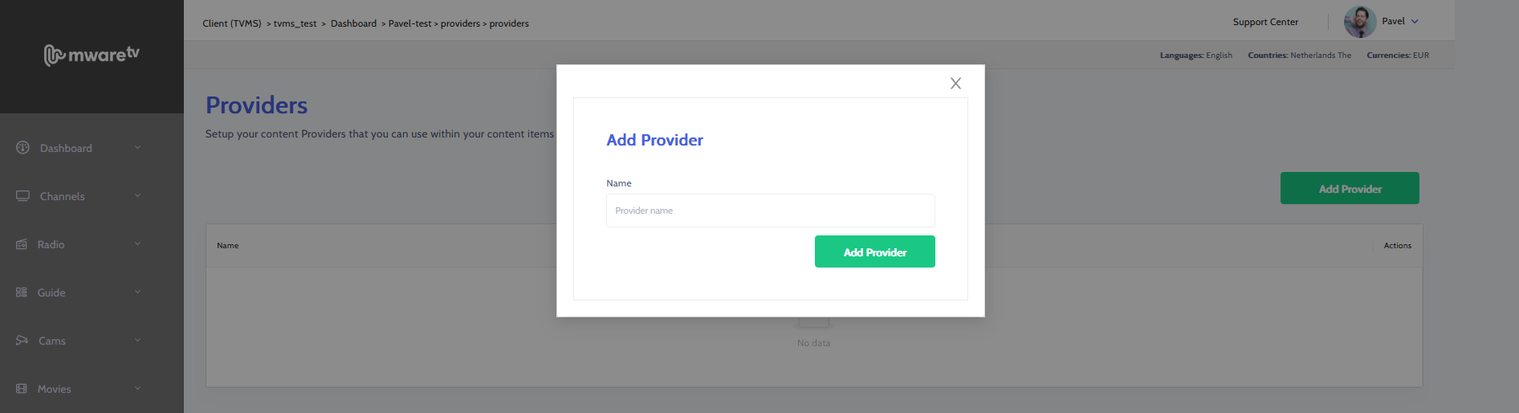 Client (TVMS) > tvms_test > Dashboard > Pavel-test > providers > providers
Support Center
Pavel
mwaretv
Languages: English Countries: Netherlands The Currencies: EUR
Providers
Setup your content Providers that you can use within your content items
Add Provider
Name
Provider name
Add Provider
Add Provider
Name
Actions
No data
Dashboard
Channels
Radio
Guide
Cams
Movies